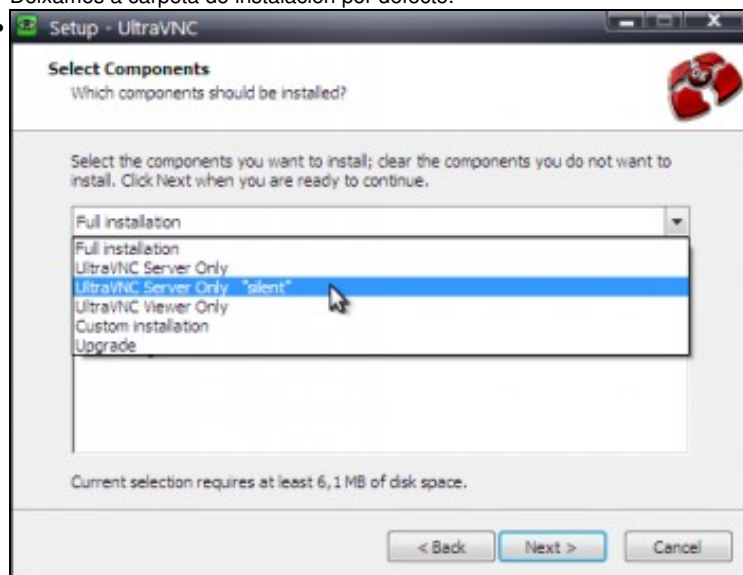 Deixamos a carpeta de instalación por defecto.
Setup - UltraVNC
Select Components
Which components should be installed?
Select the components you want to install; clear the components you do not want to
install. Click Next when you are ready to continue.
Full installation
Full installation
UltraVNC Server Only
UltraVNC Server Only "silent"
UltraVNC Viewer Only
Custom installation
Upgrade
Current selection requires at least 6,1 MB of disk space.
< Back Next > Cancel